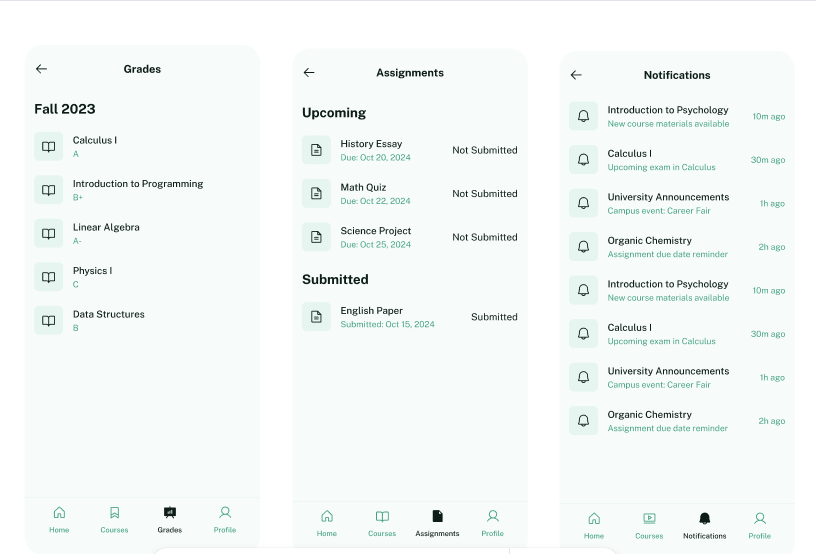 Grades
Fall 2023
Calculus I
A
Introduction to Programming
B+
Linear Algebra
A-
Physics I
C
Data Structures
B
Home
Courses
Grades
Profile
Assignments
Upcoming
History Essay
Due: Oct 20, 2024
Not Submitted
Math Quiz
Due: Oct 22, 2024
Not Submitted
Science Project
Due: Oct 25, 2024
Not Submitted
Submitted
English Paper
Submitted: Oct 15, 2024
Submitted
Home
Courses
Assignments
Profile
Notifications
Introduction to Psychology
New course materials available
10m ago
Calculus I
Upcoming exam in Calculus
30m ago
University Announcements
Campus event: Career Fair
1h ago
Organic Chemistry
Assignment due date reminder
2h ago
Introduction to Psychology
New course materials available
10m ago
Calculus I
Upcoming exam in Calculus
30m ago
University Announcements
Campus event: Career Fair
1h ago
Organic Chemistry
Assignment due date reminder
2h ago
Home
Courses
Notifications
Profile